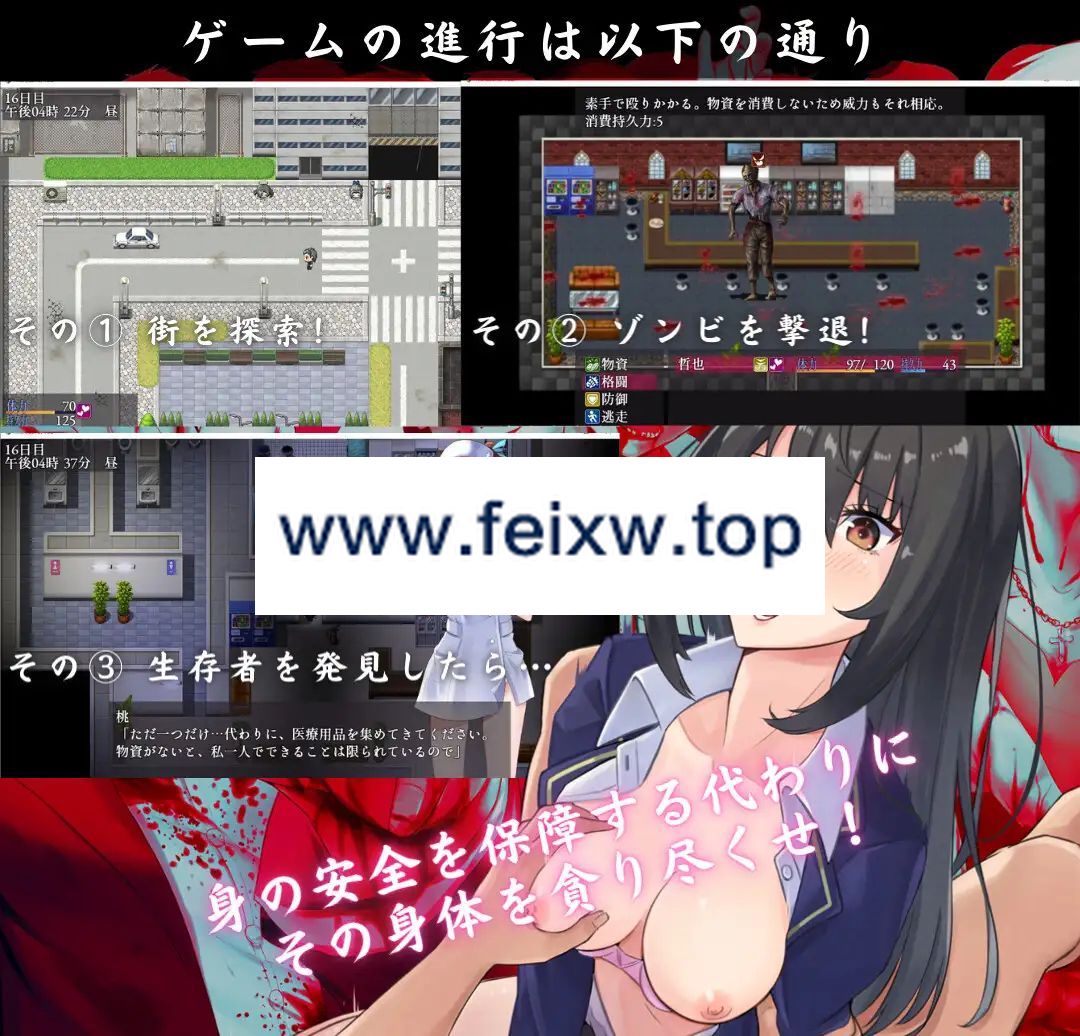 ゲームの進行は以下の通り
16日目
午後04時 22分 昼
素手で殴りかかる。物資を消費しないため威力もそれ相応。
消費持久力:5
その① 街を探索!
その② ゾンビを撃退!
物資
哲也
体力 97/ 120
43
格闘
防御
逃走
体力 70
125
16日目
午後04時 37分 昼
www.feixw.top
その③ 生存者を発見したら…
桃
「ただ一つだけ…代わりに、医療用品を集めてきてください。
物資がないと、私一人でできることは限られているので」
身の安全を保障する代わりに
その身体を貪り尽くせ!